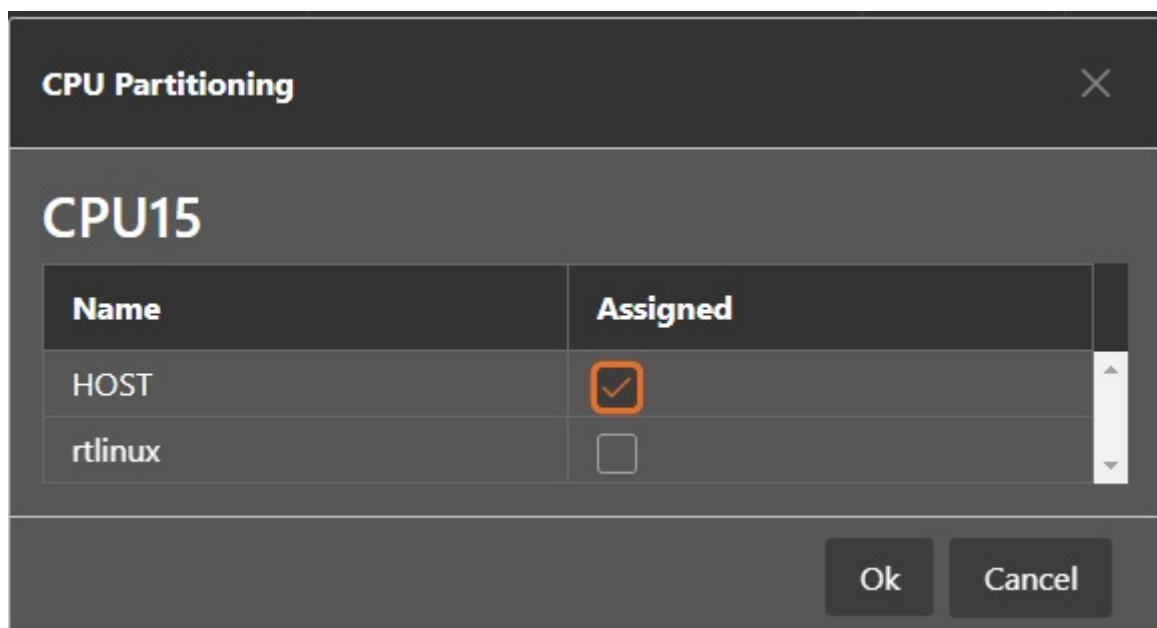 CPU Partitioning
CPU15
Name Assigned
HOST
rtlinux
Ok Cancel